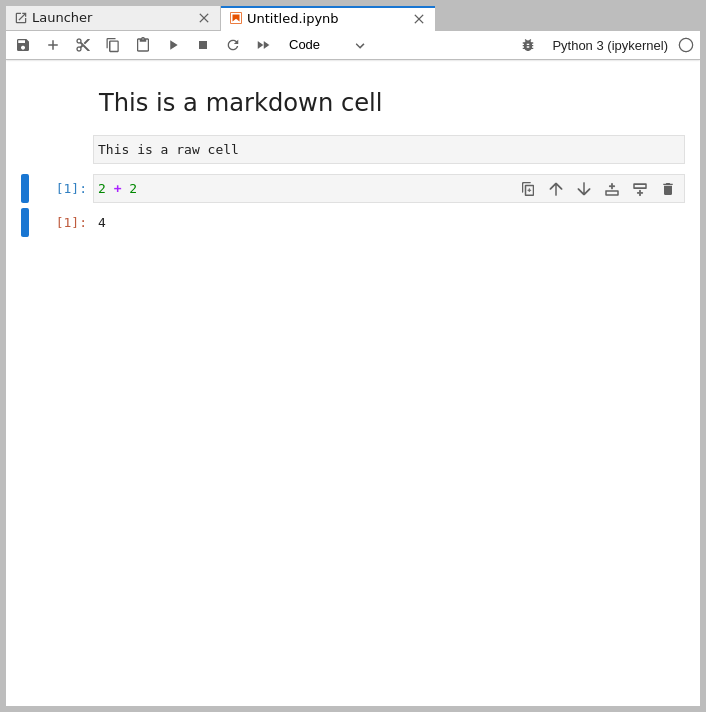 Launcher
Untitled.ipynb
Code
Python 3 (ipykernel)
This is a markdown cell
This is a raw cell
[1]: 2 + 2
[1]: 4